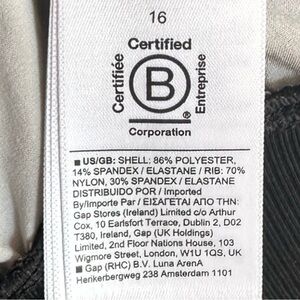 16
Certified
Certifiée
B
®
Entreprise
Corporation
■ US/GB: SHELL: 86% POLYESTER,
14% SPANDEX / ELASTANE / RIB: 70%
NYLON, 30% SPANDEX / ELASTANE
DISTRIBUIDO POR / Imported
By/Importe Par / ΕΙΣΑΓΕΤΑΙ ΑΠΟ ΤΗΝ:
Gap Stores (Ireland) Limited c/o Arthur
Cox, 10 Earlsfort Terrace, Dublin 2, D02
T380, Ireland, Gap (UK Holdings)
Limited, 2nd Floor Nations House, 103
Wigmore Street, London, W1U 1QS, UK
■ Gap (RHC) B.V. Luna ArenA
Henkerbergweg 238 Amsterdam 1101